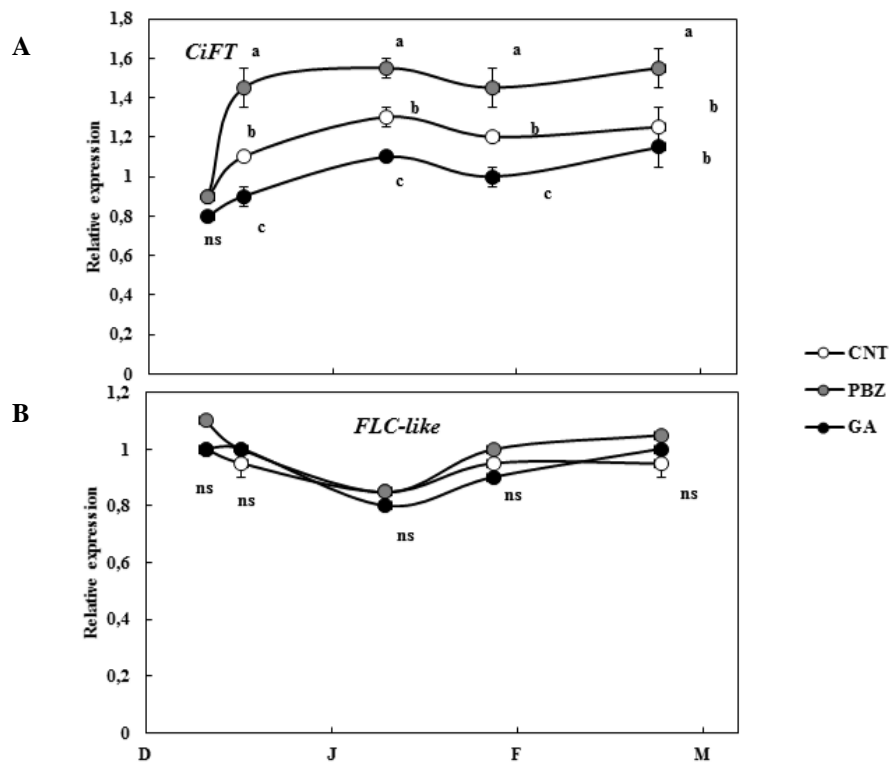 A
CiFT
Relative expression
1,8
1,6
1,4
1,2
1
0,8
0,6
0,4
0,2
0
a
a
a
a
b
b
b
b
b
ns
c
c
c
B
FLC-like
Relative expression
1,2
1
0,8
0,6
0,4
0,2
0
ns
ns
ns
ns
ns
D
J
F
M
CNT
PBZ
GA